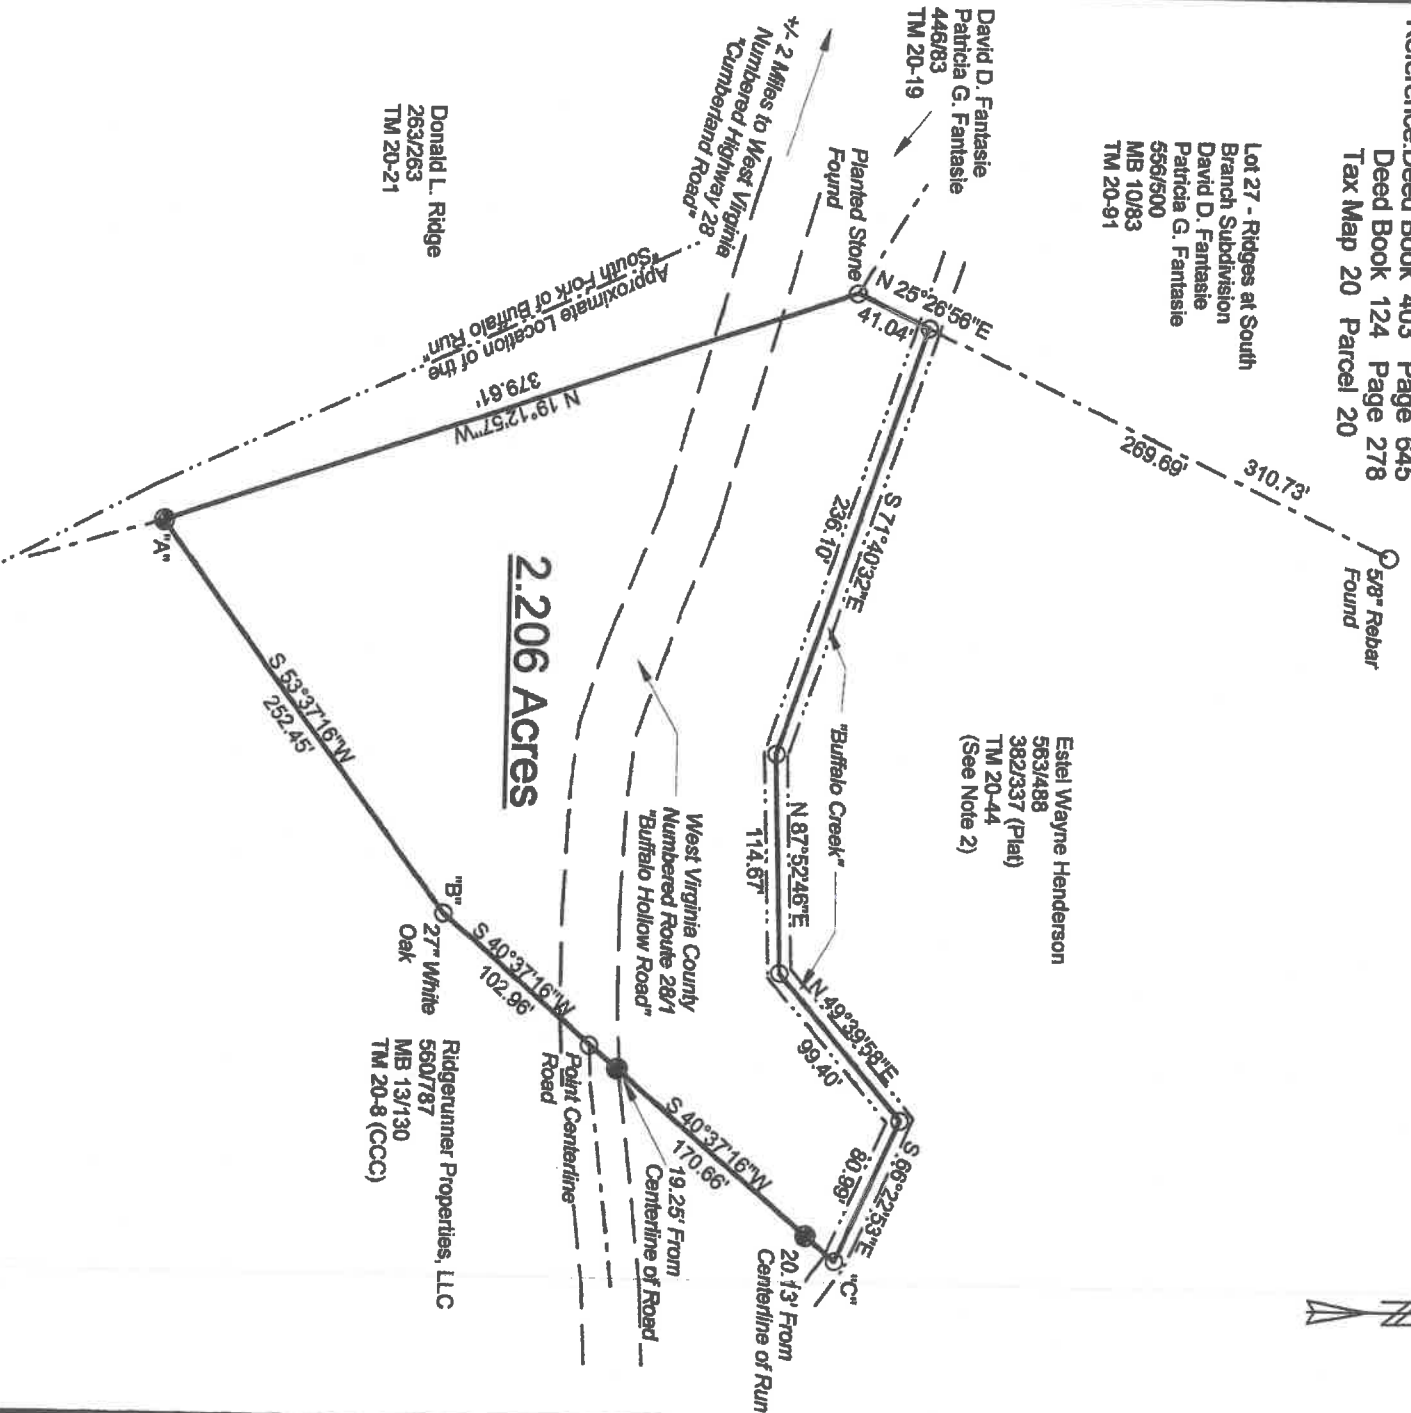 Reference:Deed Book 403 Page 645
Deed Book 124 Page 278
Tax Map 20 Parcel 20
5/8" Rebar
Found
310.73'
269.69'
Lot 27 - Ridges at South
Branch Subdivision
David D. Fantasie
Patricia G. Fantasie
556/500
MB 10/83
TM 20-91
David D. Fantasie
Patricia G. Fantasie
446/83
TM 20-19
Planted Stone
Found
N 25°26'56"E
41.04'
Estel Wayne Henderson
563/488
382/337 (Plat)
TM 20-44
(See Note 2)
S 71°40'32"E
236.10'
"Buffalo Creek"
N 87°52'46"E
114.67'
N 49°39'58"E
99.40'
S 66°22'53"E
80.89'
"C"
20.13' From
Centerline of Run
+/- 2 Miles to West Virginia
Numbered Highway 28
"Cumberland Road"
Approximate Location of the
"South Fork of Buffalo Run"
West Virginia County
Numbered Route 28/1
"Buffalo Hollow Road"
S 40°37'16"W
170.66'
19.25' From
Centerline of Road
Point Centerline
Road
N 19°12'57"W
379.61'
2.206 Acres
S 40°37'16"W
102.96'
"B"
27" White
Oak
Donald L. Ridge
263/263
TM 20-21
Ridgerunner Properties, LLC
560/787
MB 13/130
TM 20-8 (CCC)
S 53°37'16"W
252.45'
"A"
N